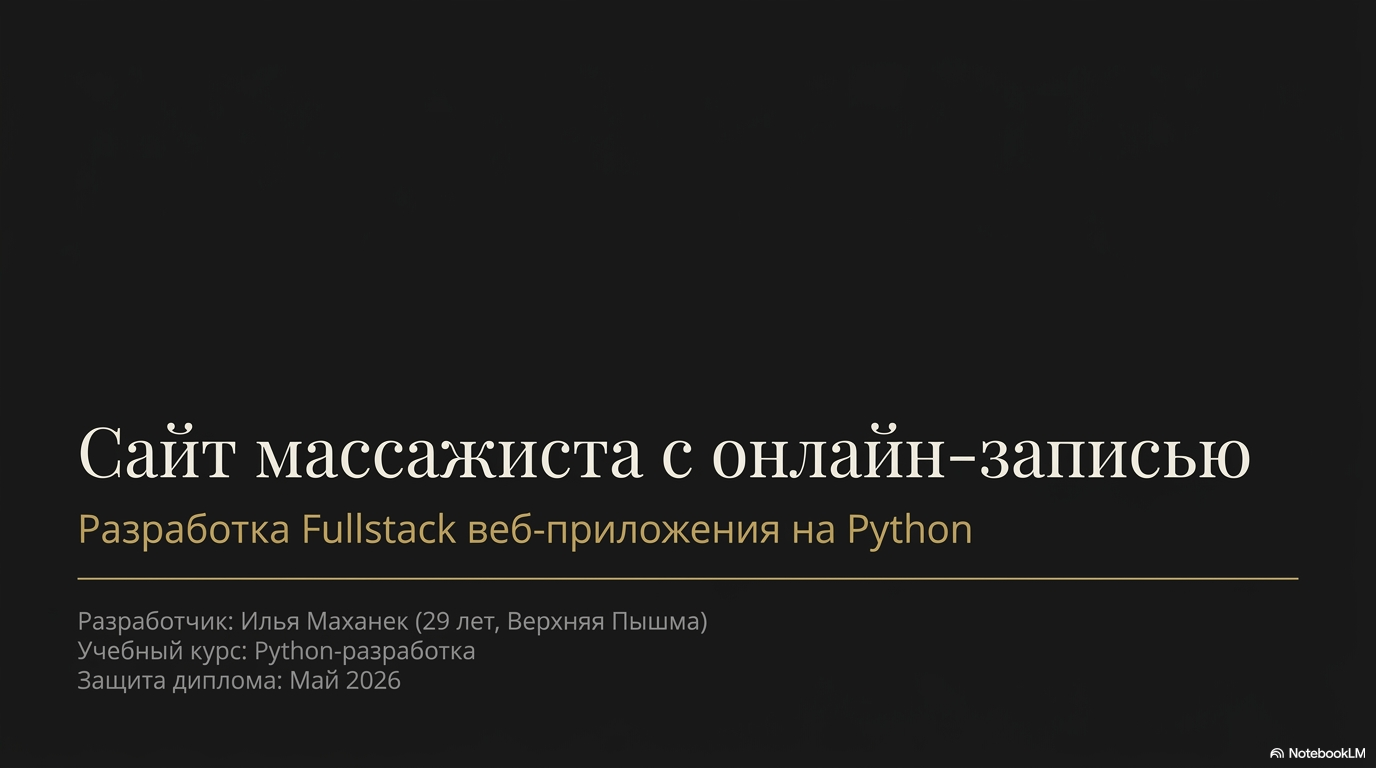 Сайт массажиста с онлайн-записью
Разработка Fullstack веб-приложения на Python
Разработчик: Илья Маханек (29 лет, Верхняя Пышма)
Учебный курс: Python-разработка
Защита диплома: Май 2026
NotebookLM